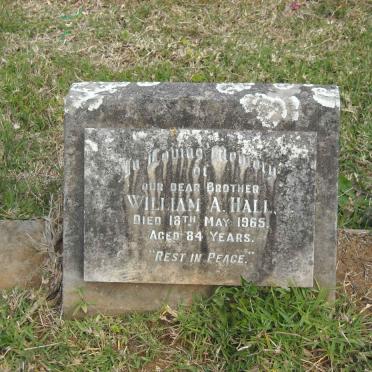 In Loving Memory
OF
OUR DEAR BROTHER
WILLIAM A. HALL.
DIED 18TH MAY 1965.
AGED 84 YEARS.
"REST IN PEACE."